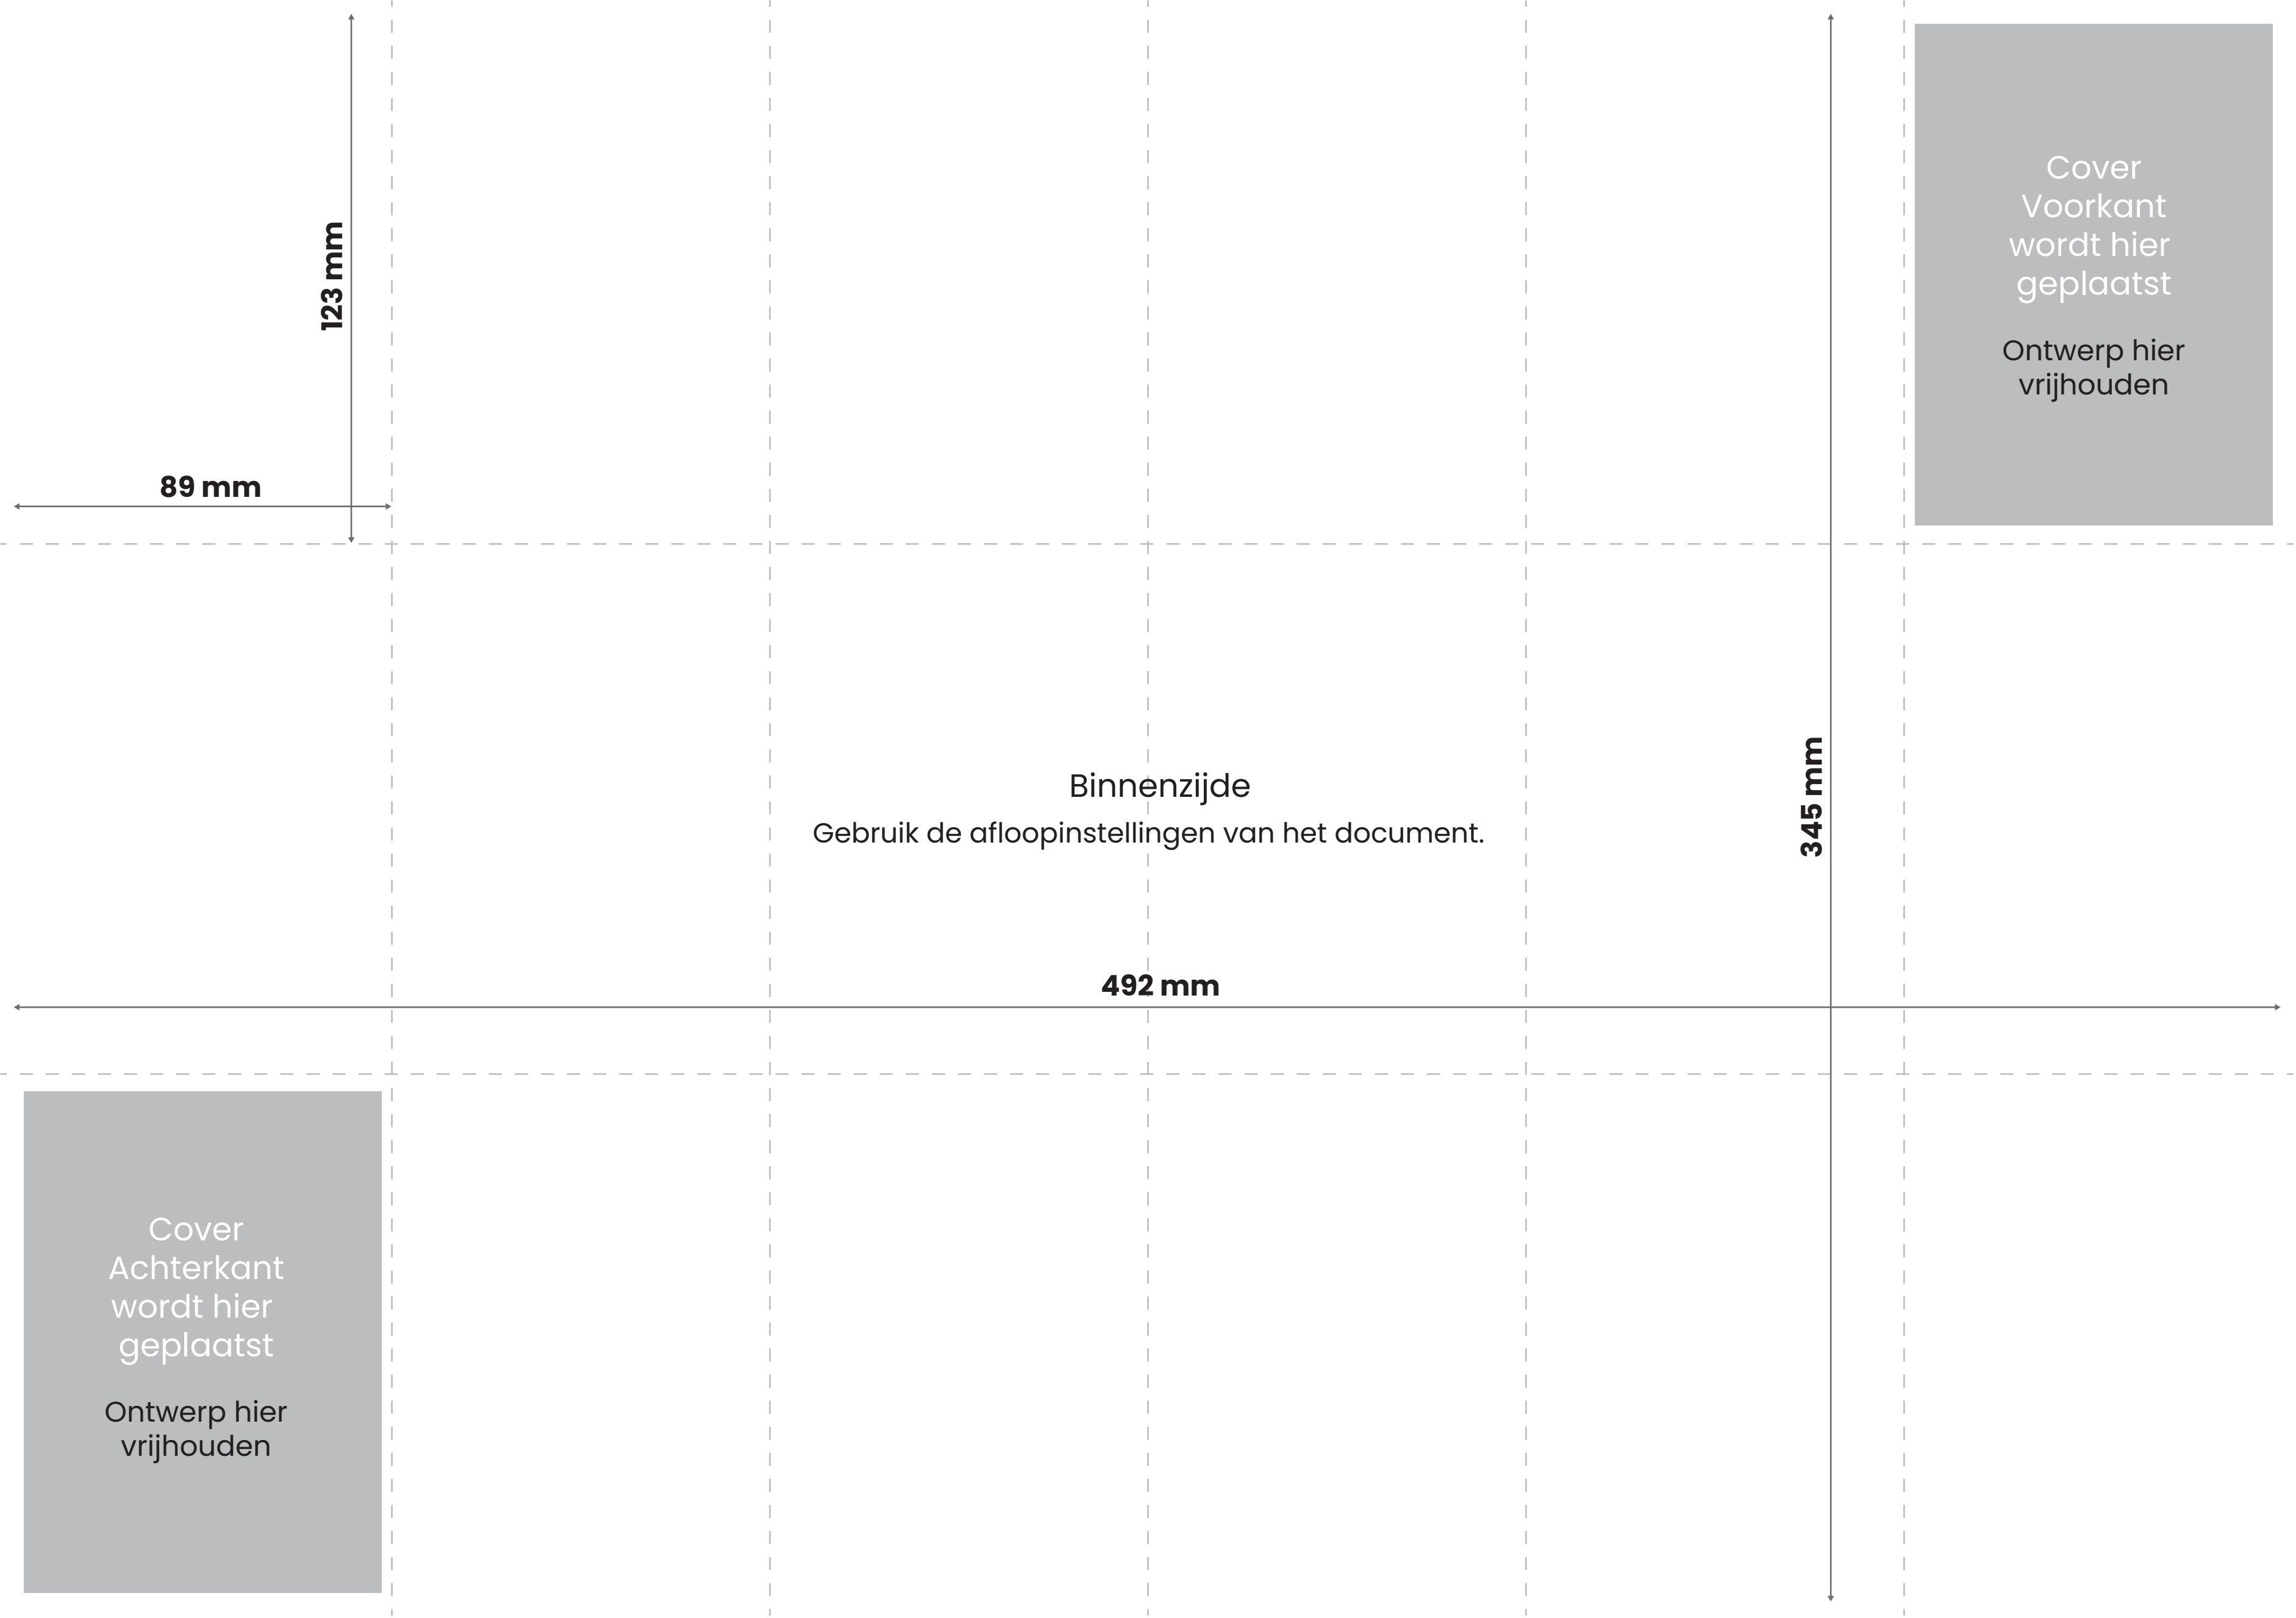 123 mm
89 mm
Cover
Voorkant
wordt hier
geplaatst
Ontwerp hier
vrijhouden
Binnenzijde
Gebruik de afloopinstellingen van het document.
345 mm
492 mm
Cover
Achterkant
wordt hier
geplaatst
Ontwerp hier
vrijhouden